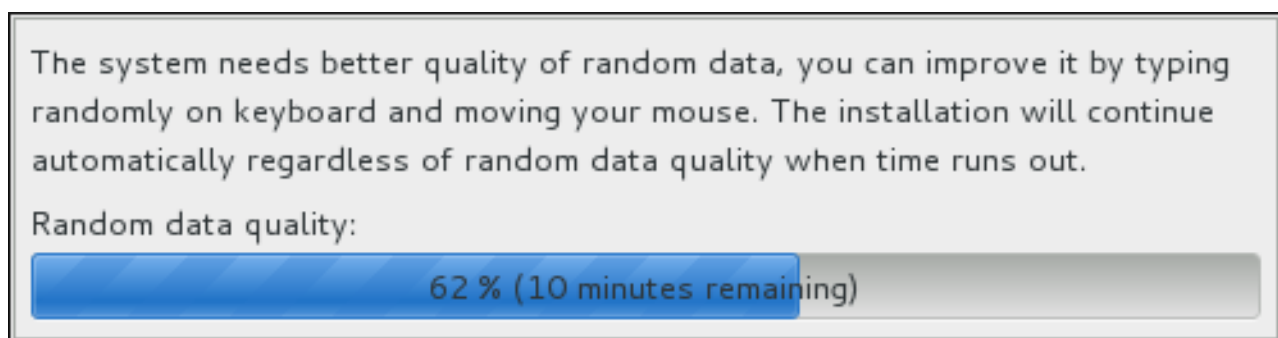 The system needs better quality of random data, you can improve it by typing
randomly on keyboard and moving your mouse. The installation will continue
automatically regardless of random data quality when time runs out.
Random data quality:
62 % (10 minutes remaining)